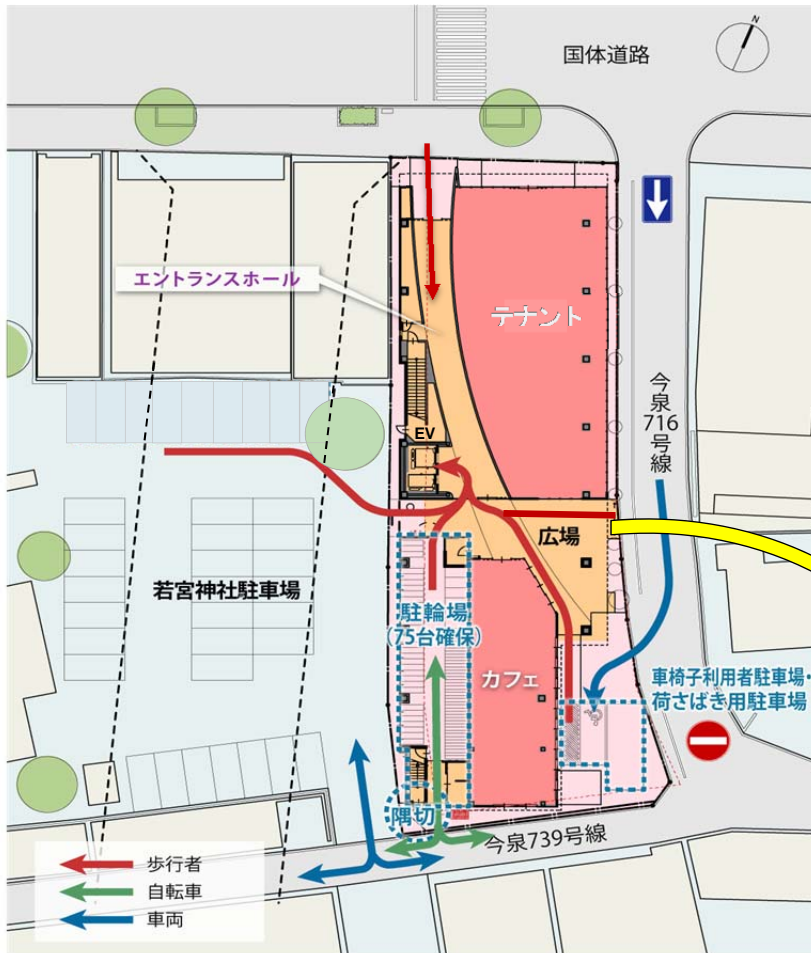 N
国体道路
エントランスホール
テナント
今泉716号線
EV
広場
若宮神社駐車場
駐輪場
(75台確保)
カフェ
車椅子利用者駐車場・
荷さばき用駐車場
隅切
今泉739号線
歩行者
自転車
車両